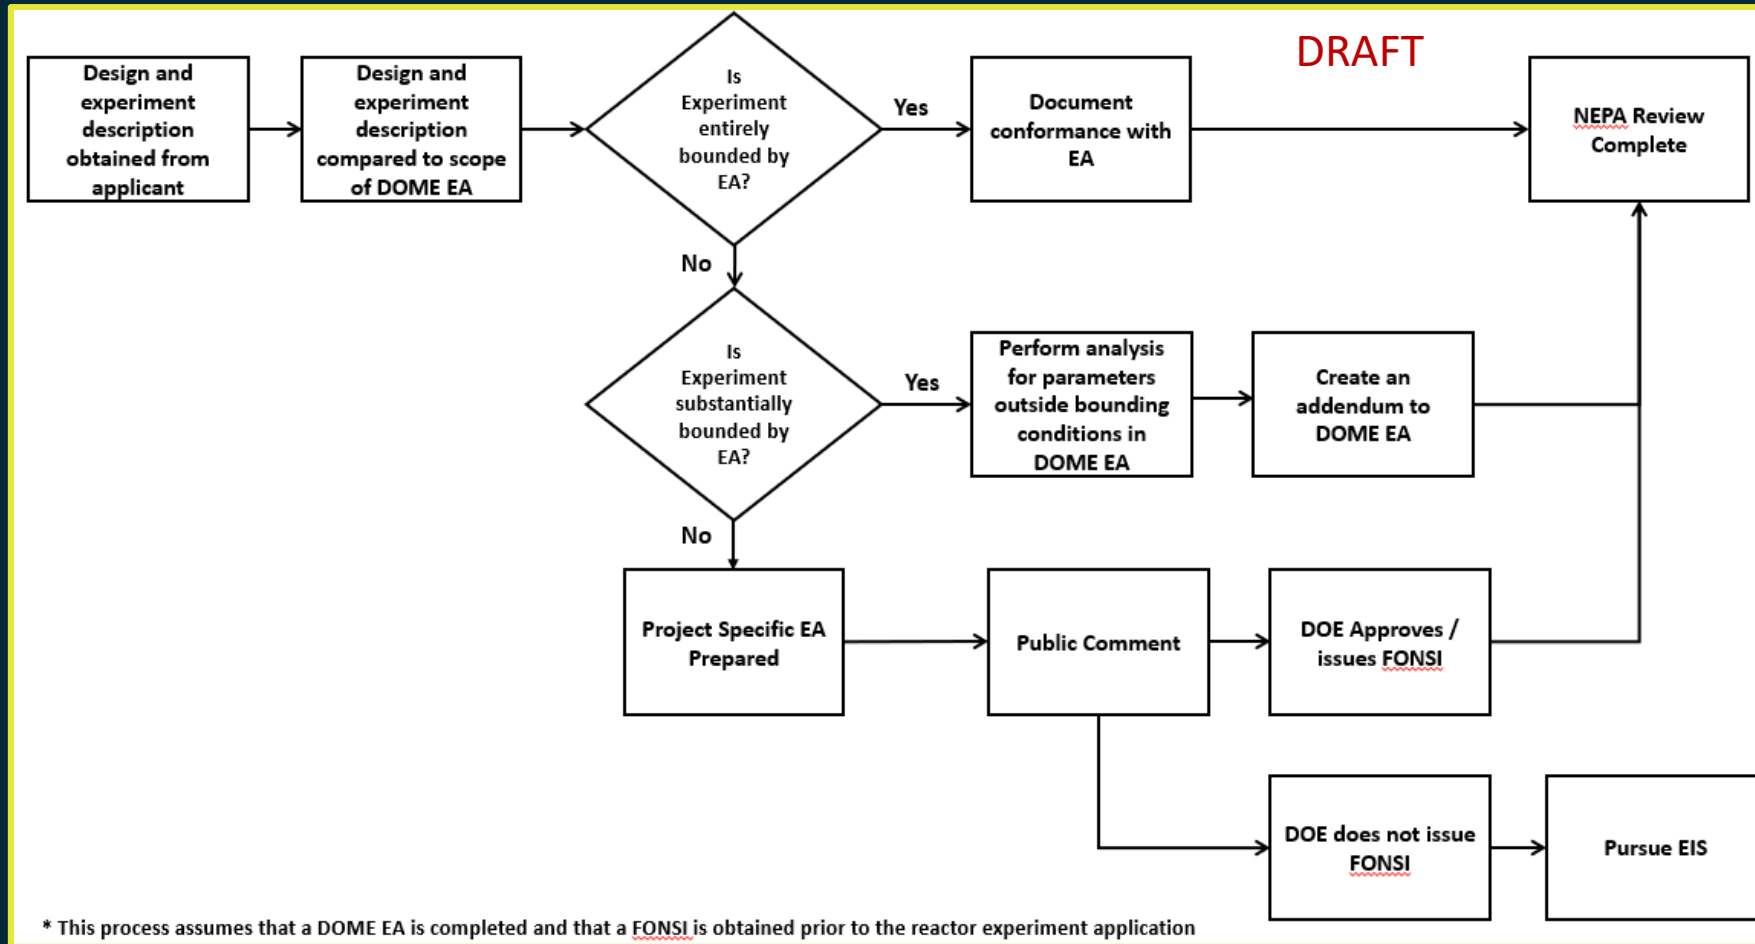 DRAFT
Design and
experiment
description
obtained from
applicant
Design and
experiment
description
compared to scope
of DOME EA
Is
Experiment
entirely
bounded by
EA?
Yes
Document
conformance with
EA
NEPA Review
Complete
No
Is
Experiment
substantially
bounded by
EA?
Yes
Perform analysis
for parameters
outside bounding
conditions in
DOME EA
Create an
addendum to
DOME EA
No
Project Specific EA
Prepared
Public Comment
DOE Approves /
issues FONSI
DOE does not issue
FONSI
Pursue EIS
* This process assumes that a DOME EA is completed and that a FONSI is obtained prior to the reactor experiment application